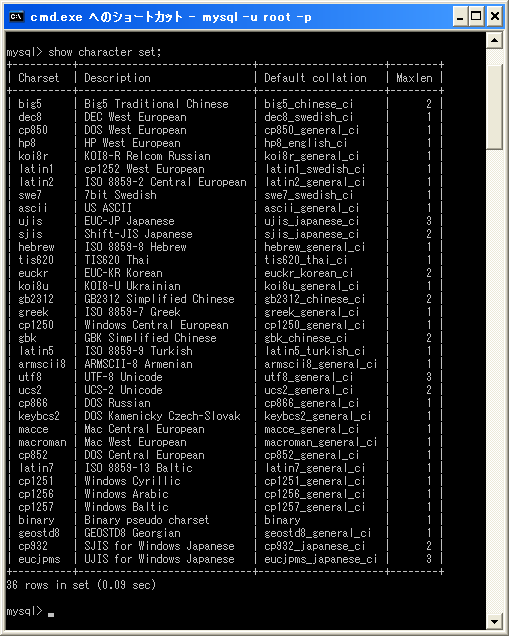 cmd.exe へのショートカット - mysql -u root -p
mysql> show character set;
+----------+-----------------------------+---------------------+--------+
| Charset | Description | Default collation | Maxlen |
+----------+-----------------------------+---------------------+--------+
| big5 | Big5 Traditional Chinese | big5_chinese_ci | 2 |
| dec8 | DEC West European | dec8_swedish_ci | 1 |
| cp850 | DOS West European | cp850_general_ci | 1 |
| hp8 | HP West European | hp8_english_ci | 1 |
| koi8r | KOI8-R Relcom Russian | koi8r_general_ci | 1 |
| latin1 | cp1252 West European | latin1_swedish_ci | 1 |
| latin2 | ISO 8859-2 Central European | latin2_general_ci | 1 |
| swe7 | 7bit Swedish | swe7_swedish_ci | 1 |
| ascii | US ASCII | ascii_general_ci | 1 |
| ujis | EUC-JP Japanese | ujis_japanese_ci | 3 |
| sjis | Shift-JIS Japanese | sjis_japanese_ci | 2 |
| hebrew | ISO 8859-8 Hebrew | hebrew_general_ci | 1 |
| tis620 | TIS620 Thai | tis620_thai_ci | 1 |
| euckr | EUC-KR Korean | euckr_korean_ci | 2 |
| koi8u | KOI8-U Ukrainian | koi8u_general_ci | 1 |
| gb2312 | GB2312 Simplified Chinese | gb2312_chinese_ci | 2 |
| greek | ISO 8859-7 Greek | greek_general_ci | 1 |
| cp1250 | Windows Central European | cp1250_general_ci | 1 |
| gbk | GBK Simplified Chinese | gbk_chinese_ci | 2 |
| latin5 | ISO 8859-9 Turkish | latin5_turkish_ci | 1 |
| armscii8 | ARMSCII-8 Armenian | armscii8_general_ci | 1 |
| utf8 | UTF-8 Unicode | utf8_general_ci | 3 |
| ucs2 | UCS-2 Unicode | ucs2_general_ci | 2 |
| cp866 | DOS Russian | cp866_general_ci | 1 |
| keybcs2 | DOS Kamenicky Czech-Slovak | keybcs2_general_ci | 1 |
| macce | Mac Central European | macce_general_ci | 1 |
| macroman | Mac West European | macroman_general_ci | 1 |
| cp852 | DOS Central European | cp852_general_ci | 1 |
| latin7 | ISO 8859-13 Baltic | latin7_general_ci | 1 |
| cp1251 | Windows Cyrillic | cp1251_general_ci | 1 |
| cp1256 | Windows Arabic | cp1256_general_ci | 1 |
| cp1257 | Windows Baltic | cp1257_general_ci | 1 |
| binary | Binary pseudo charset | binary | 1 |
| geostd8 | GEOSTD8 Georgian | geostd8_general_ci | 1 |
| cp932 | SJIS for Windows Japanese | cp932_japanese_ci | 2 |
| eucjpms | UJIS for Windows Japanese | eucjpms_japanese_ci | 3 |
+----------+-----------------------------+---------------------+--------+
36 rows in set (0.09 sec)
mysql> _